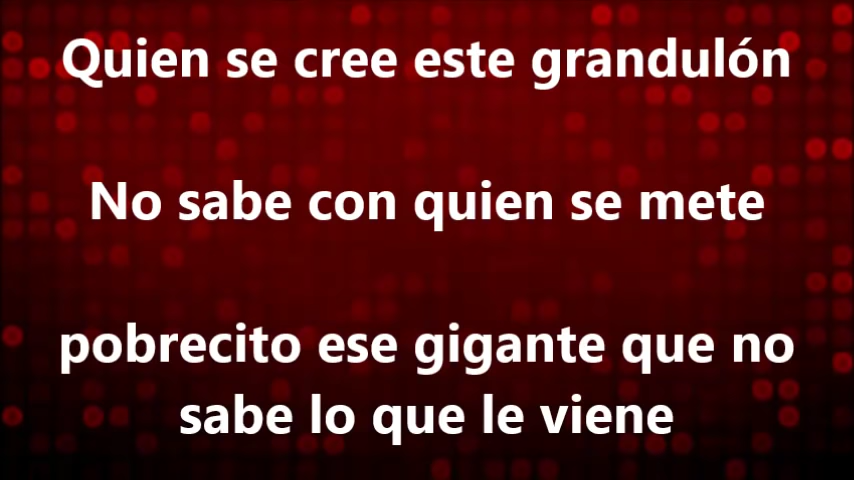 Quien se cree este grandulón
No sabe con quien se mete
pobrecito ese gigante que no
sabe lo que le viene